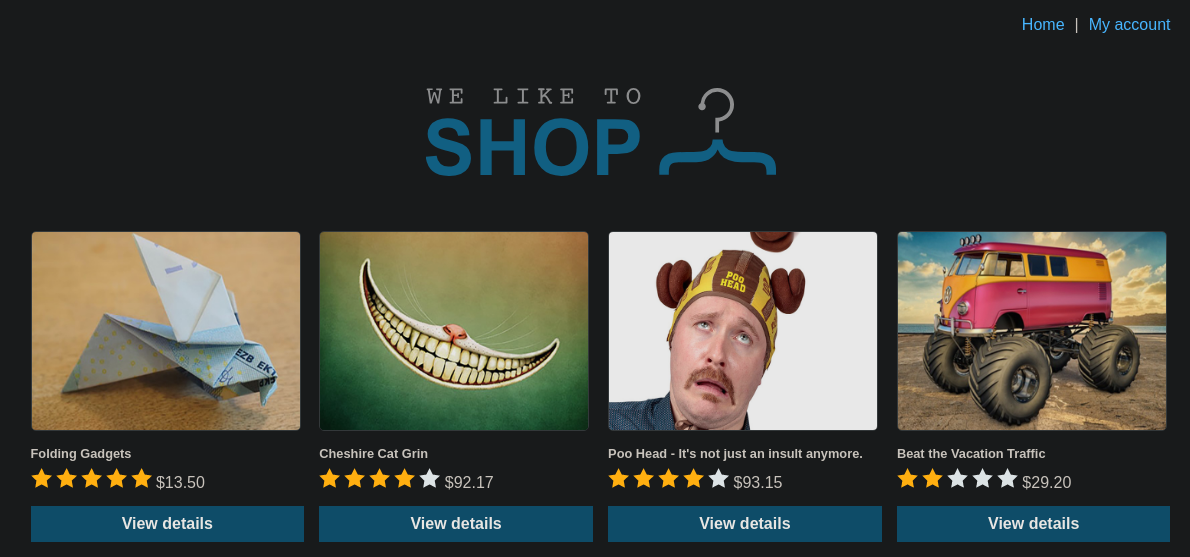 Home | My account
WE LIKE TO
SHOP
EZB EK
POO
HEAD
Folding Gadgets
Cheshire Cat Grin
Poo Head - It's not just an insult anymore.
Beat the Vacation Traffic
$13.50
$92.17
$93.15
$29.20
View details
View details
View details
View details